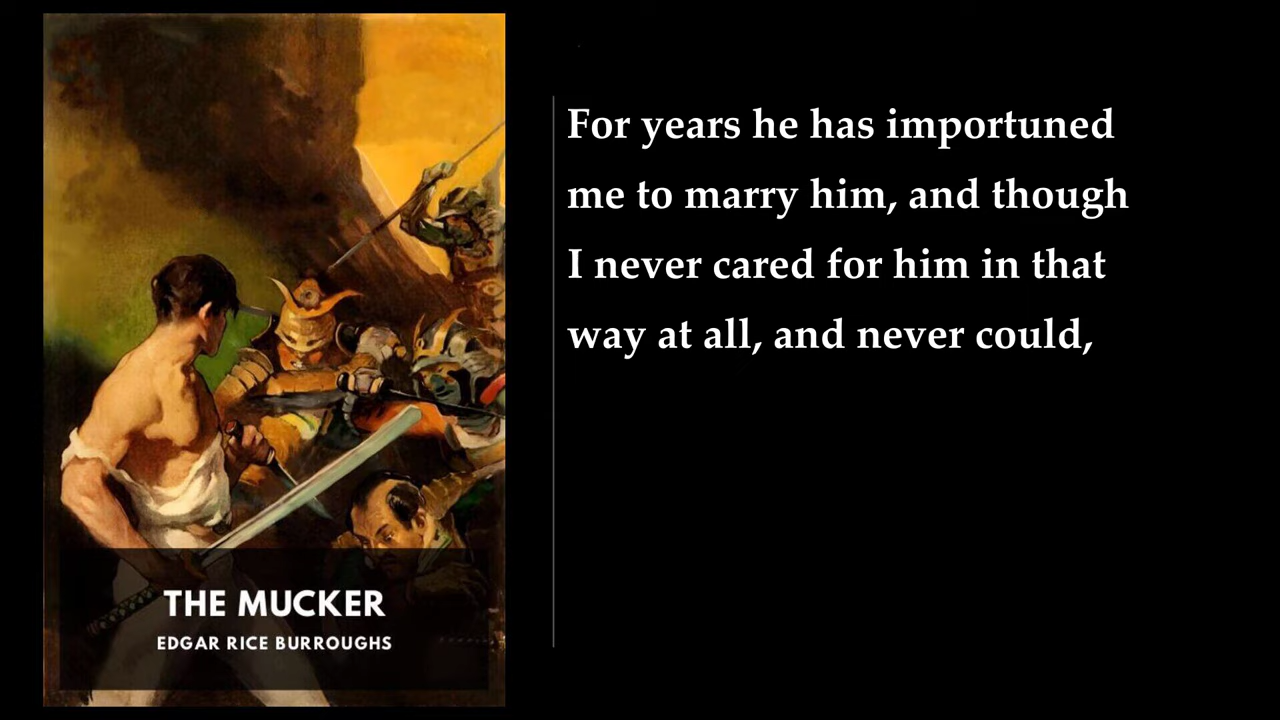 THE MUCKER
EDGAR RICE BURROUGHS
For years he has importuned
me to marry him, and though
I never cared for him in that
way at all, and never could,